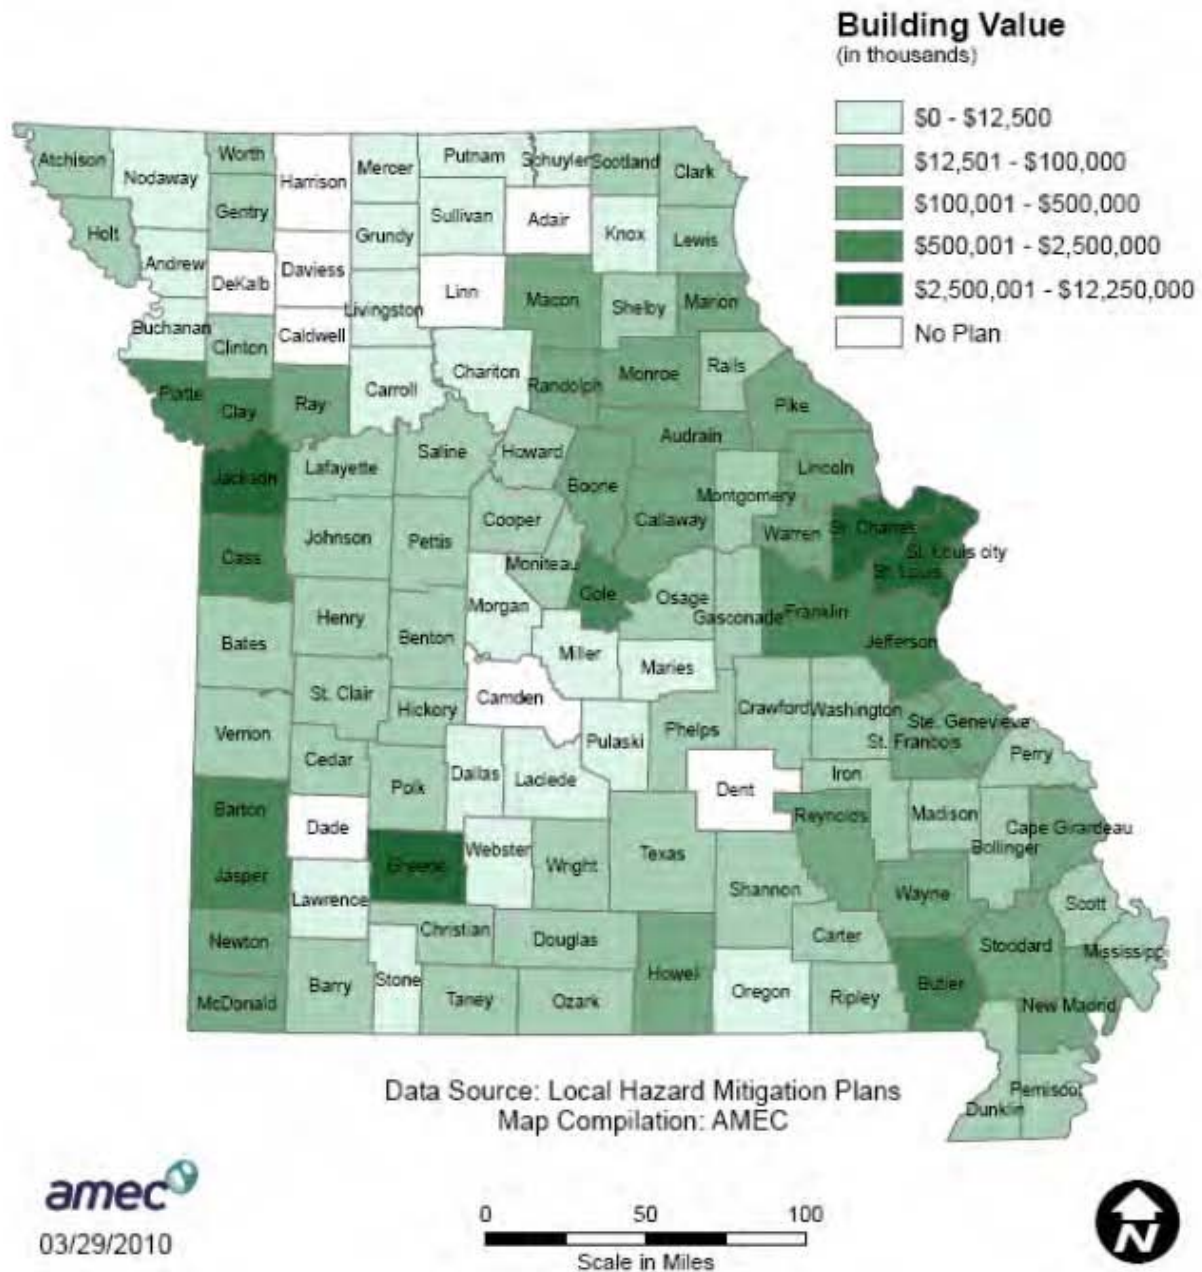 Building Value
(in thousands)
$0 - $12,500
$12,501 - $100,000
$100,001 - $500,000
$500,001 - $2,500,000
$2,500,001 - $12,250,000
No Plan
Atchison
Nodaway
Worth
Harrison
Mercer
Putnam
Schuyler
Scotland
Clark
Holt
Gentry
Grundy
Sullivan
Adair
Knox
Lewis
Andrew
DeKalb
Daviess
Livingston
Linn
Macon
Shelby
Marion
Buchanan
Clinton
Caldwell
Carroll
Chariton
Randolph
Monroe
Ralls
Pike
Platte
Clay
Ray
Saline
Howard
Audrain
Lincoln
Jackson
Lafayette
Boone
Montgomery
Cooper
Callaway
Warren
St. Charles
St. Louis city
St. Louis
Cass
Johnson
Pettis
Moniteau
Cole
Osage
Gasconade
Franklin
Jefferson
Morgan
Henry
Benton
Miller
Maries
Bates
St. Clair
Hickory
Camden
Pulaski
Phelps
Crawford
Washington
Ste. Genevieve
St. Francois
Perry
Vernon
Cedar
Polk
Dallas
Laclede
Dent
Iron
Reynolds
Madison
Cape Girardeau
Bollinger
Barton
Dade
Greene
Webster
Wright
Texas
Shannon
Wayne
Scott
Jasper
Lawrence
Christian
Douglas
Howell
Carter
Stoddard
Mississippi
Newton
McDonald
Barry
Stone
Taney
Ozark
Oregon
Ripley
Butler
New Madrid
Dunklin
Pemiscot
Data Source: Local Hazard Mitigation Plans
Map Compilation: AMEC
amec
03/29/2010
0 50 100
Scale in Miles
N